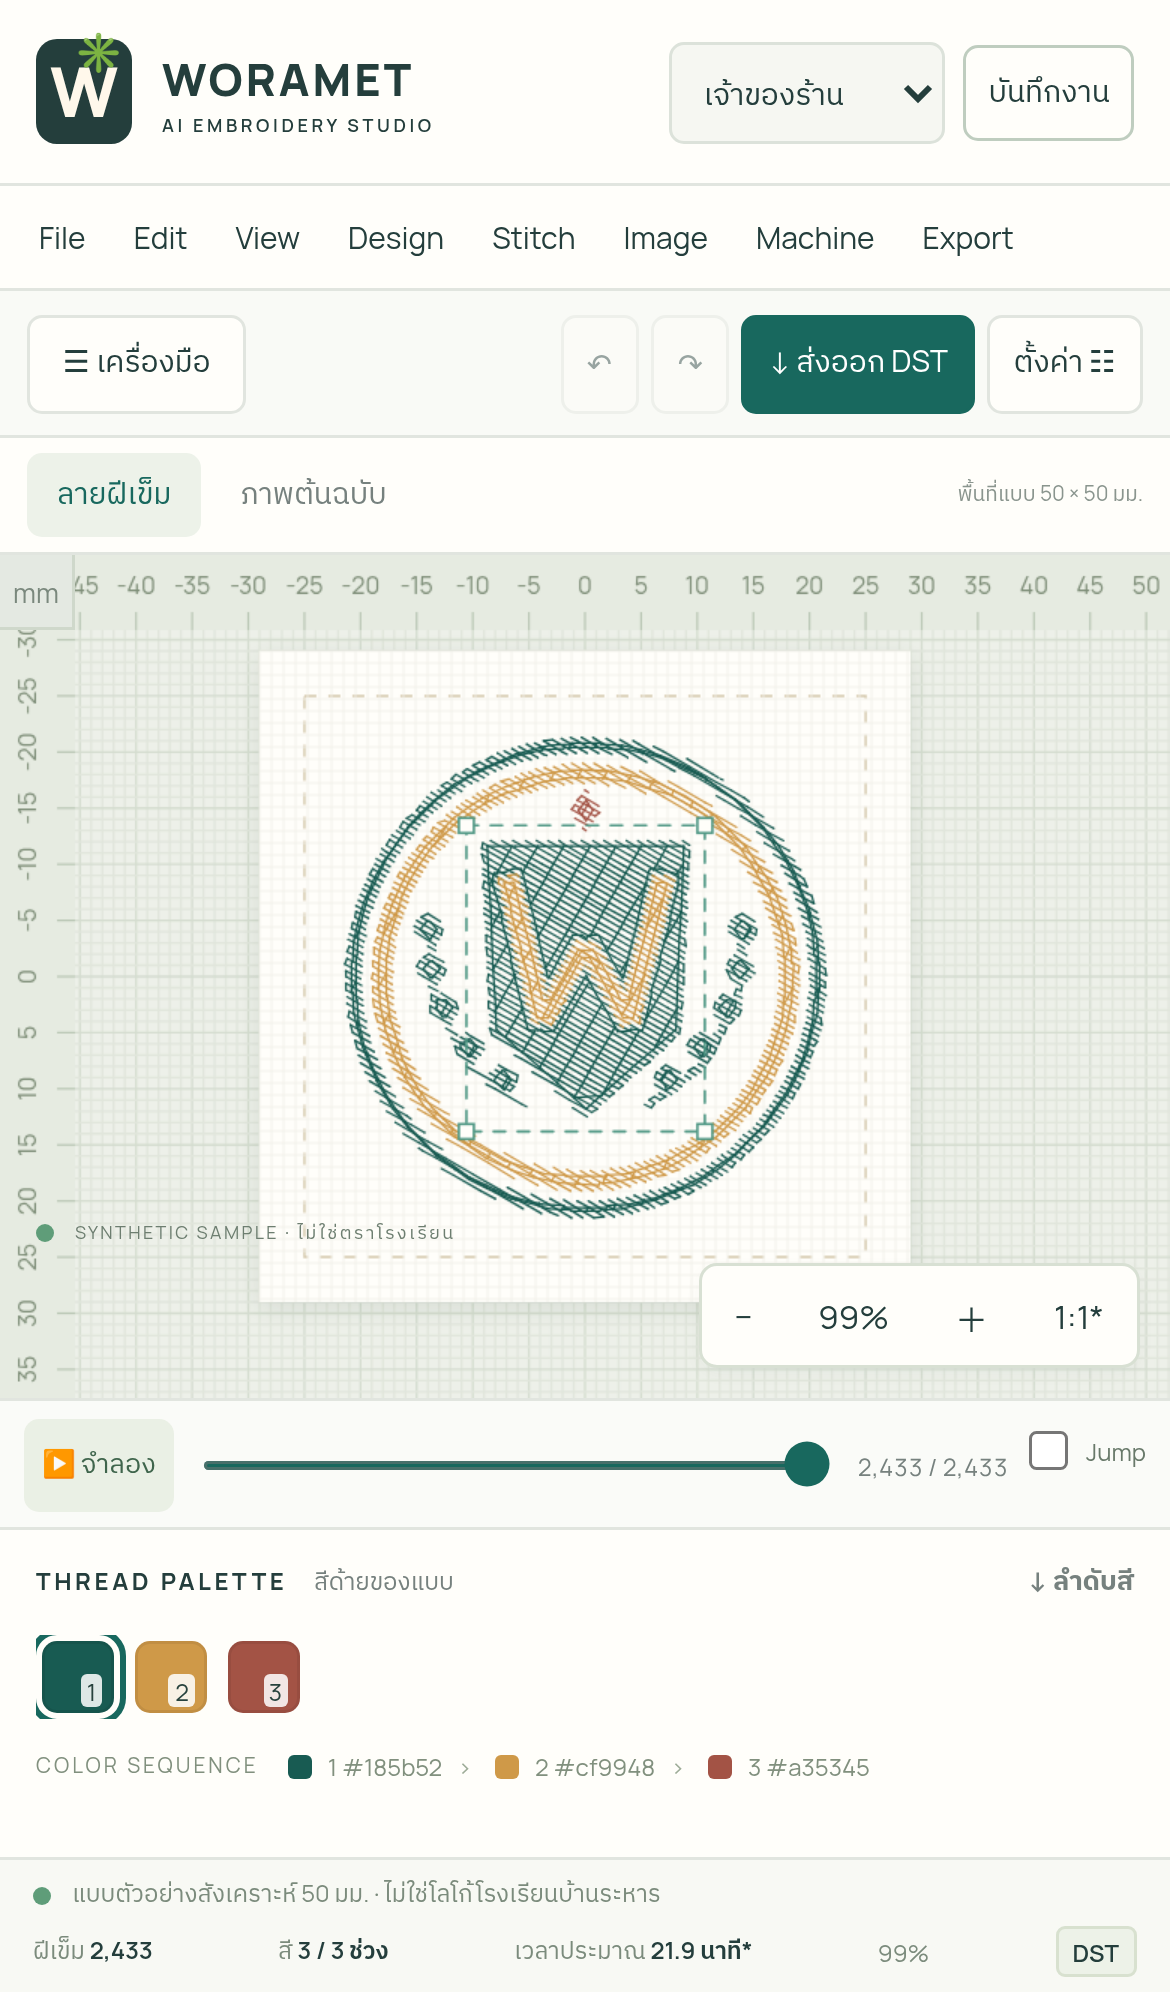 W WORAMET
AI EMBROIDERY STUDIO
เจ้าของร้าน
บันทึกงาน
File Edit View Design Stitch Image Machine Export
☰ เครื่องมือ ↶ ↷ ↓ ส่งออก DST ตั้งค่า ☷
ลายฝีเข็ม ภาพต้นฉบับ พื้นที่แบบ 50 × 50 มม.
mm
45 -40 -35 -30 -25 -20 -15 -10 -5 0 5 10 15 20 25 30 35 40 45 50
-30
-25
-20
-15
-10
-5
0
5
10
15
20
25
30
35
W
SYNTHETIC SAMPLE · ไม่ใช่ตราโรงเรียน
− 99% + 1:1*
▶️ จำลอง 2,433 / 2,433 Jump
THREAD PALETTE สีด้ายของแบบ ↓ ลำดับสี
1 2 3
COLOR SEQUENCE 1 #185b52 › 2 #cf9948 › 3 #a35345
แบบตัวอย่างสังเคราะห์ 50 มม. · ไม่ใช่โลโก้โรงเรียนบ้านระหาร
ฝีเข็ม 2,433 สี 3 / 3 ช่วง เวลาประมาณ 21.9 นาที* 99% DST